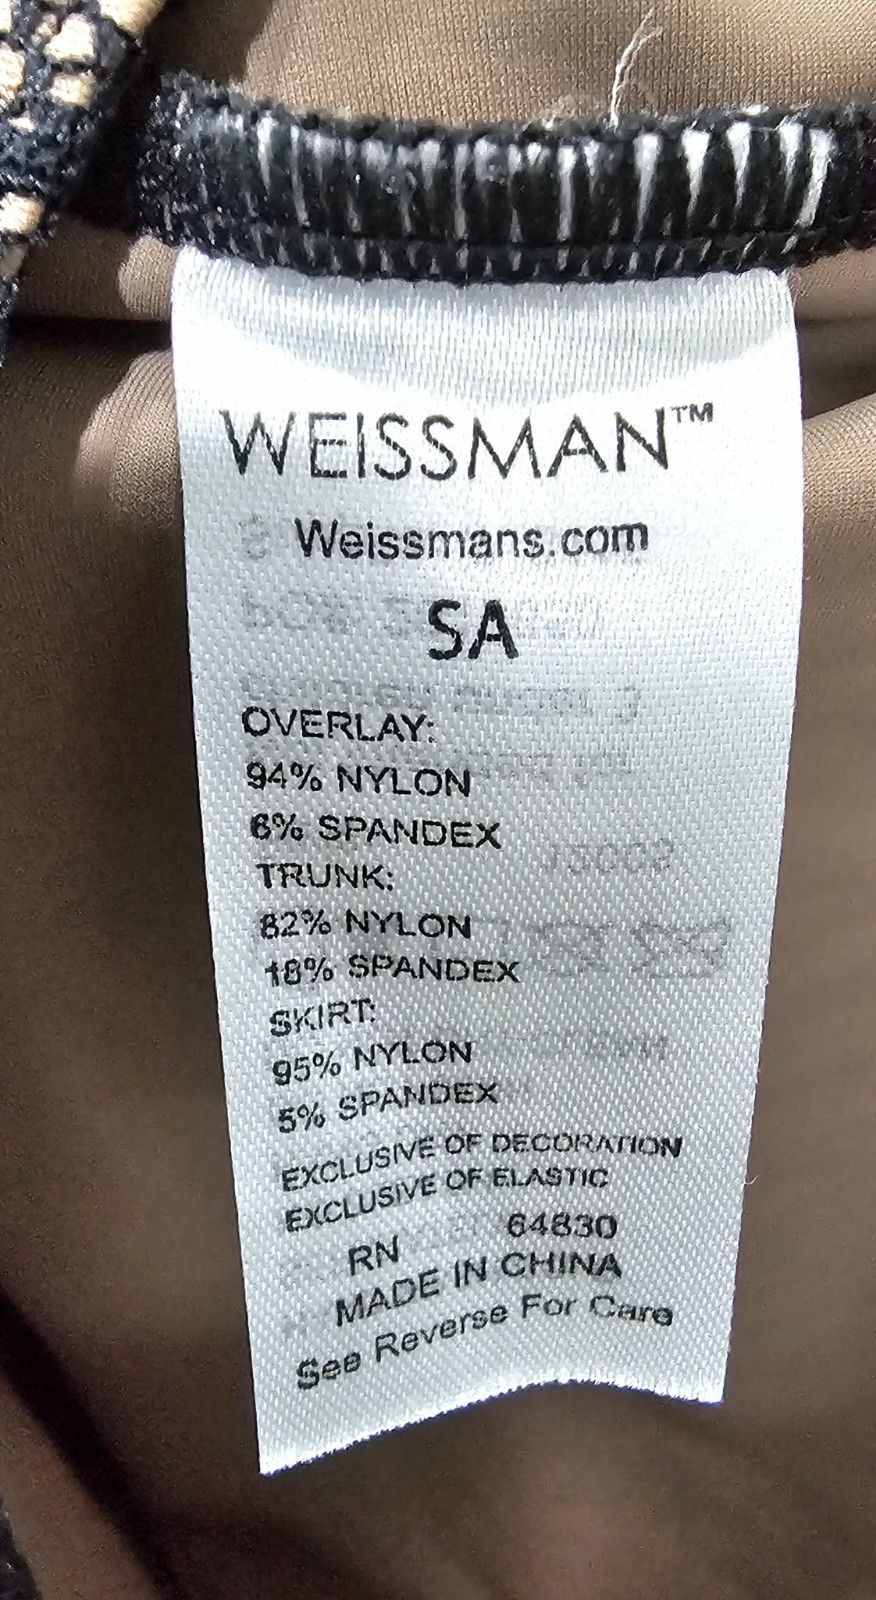 WEISSMAN™
Weissmans.com
SA
OVERLAY:
94% NYLON
6% SPANDEX
TRUNK:
82% NYLON
18% SPANDEX
SKIRT:
95% NYLON
5% SPANDEX
EXCLUSIVE OF DECORATION
EXCLUSIVE OF ELASTIC
RN 64830
MADE IN CHINA
See Reverse For Care